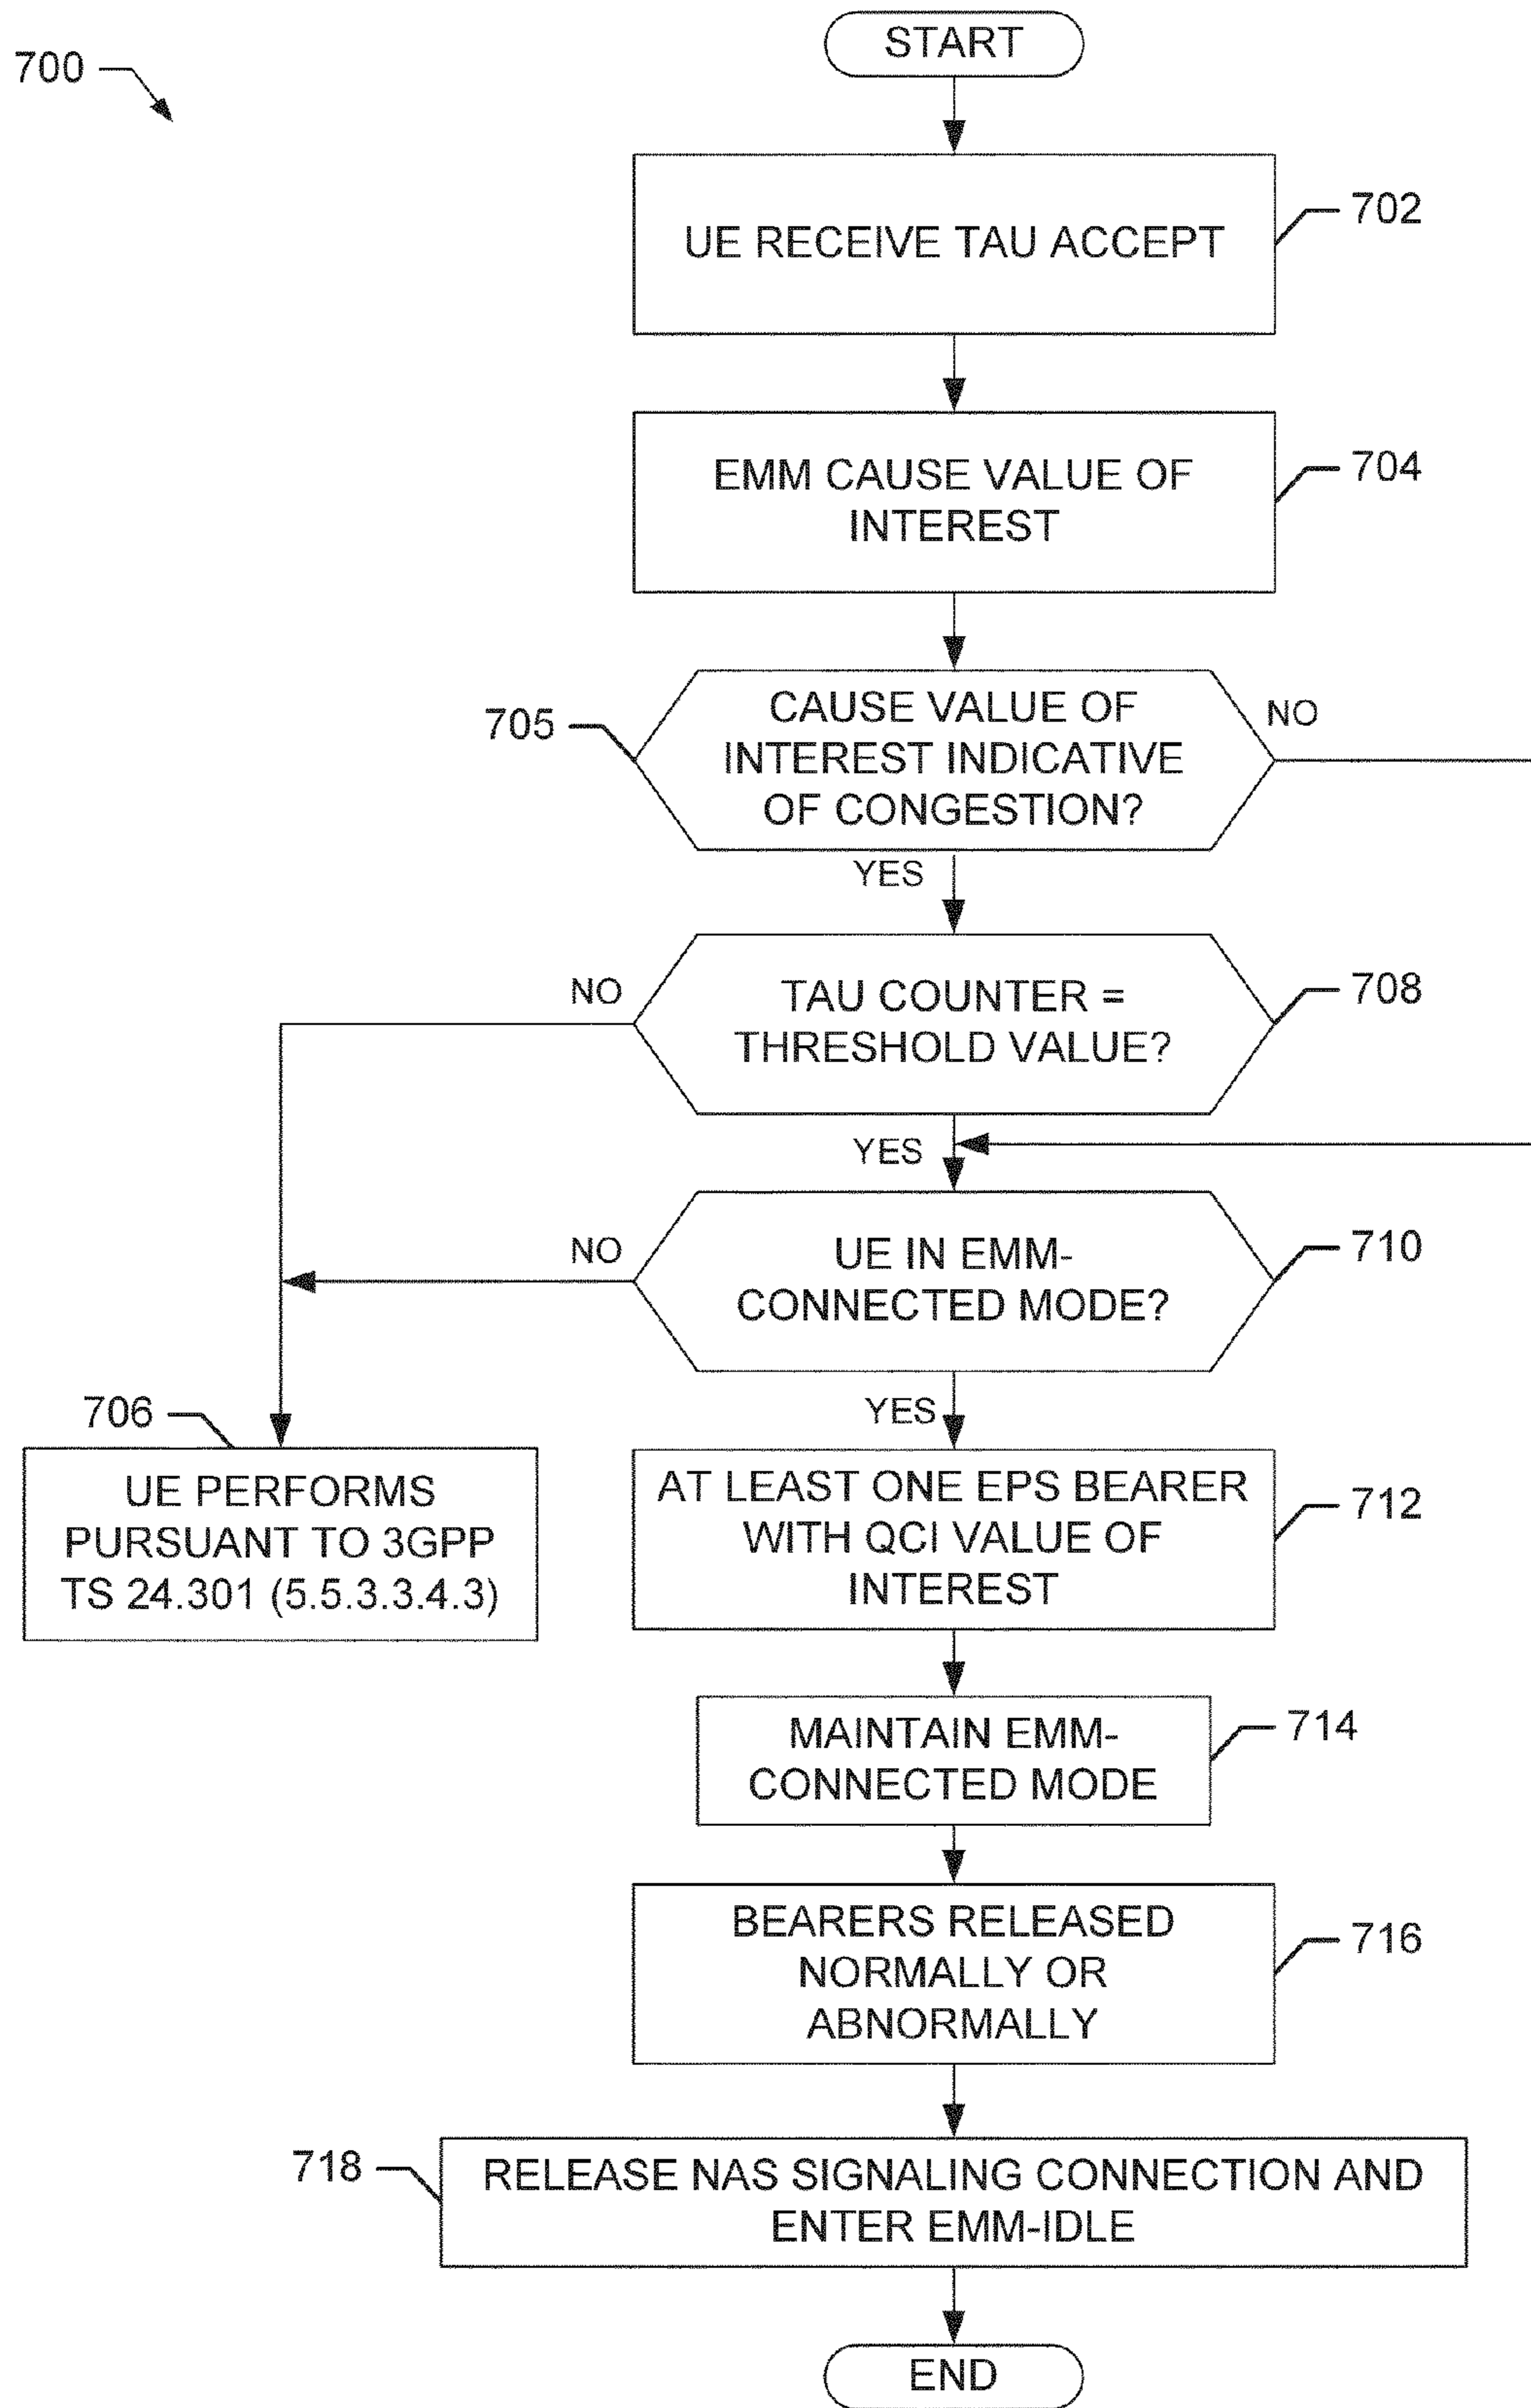 700
START
UE RECEIVE TAU ACCEPT
702
EMM CAUSE VALUE OF
INTEREST
704
705
CAUSE VALUE OF
INTEREST INDICATIVE
OF CONGESTION?
NO
YES
NO
TAU COUNTER =
THRESHOLD VALUE?
708
YES
NO
UE IN EMM-
CONNECTED MODE?
710
YES
706
UE PERFORMS
PURSUANT TO 3GPP
TS 24.301 (5.5.3.3.4.3)
AT LEAST ONE EPS BEARER
WITH QCI VALUE OF
INTEREST
712
MAINTAIN EMM-
CONNECTED MODE
714
BEARERS RELEASED
NORMALLY OR
ABNORMALLY
716
718
RELEASE NAS SIGNALING CONNECTION AND
ENTER EMM-IDLE
END